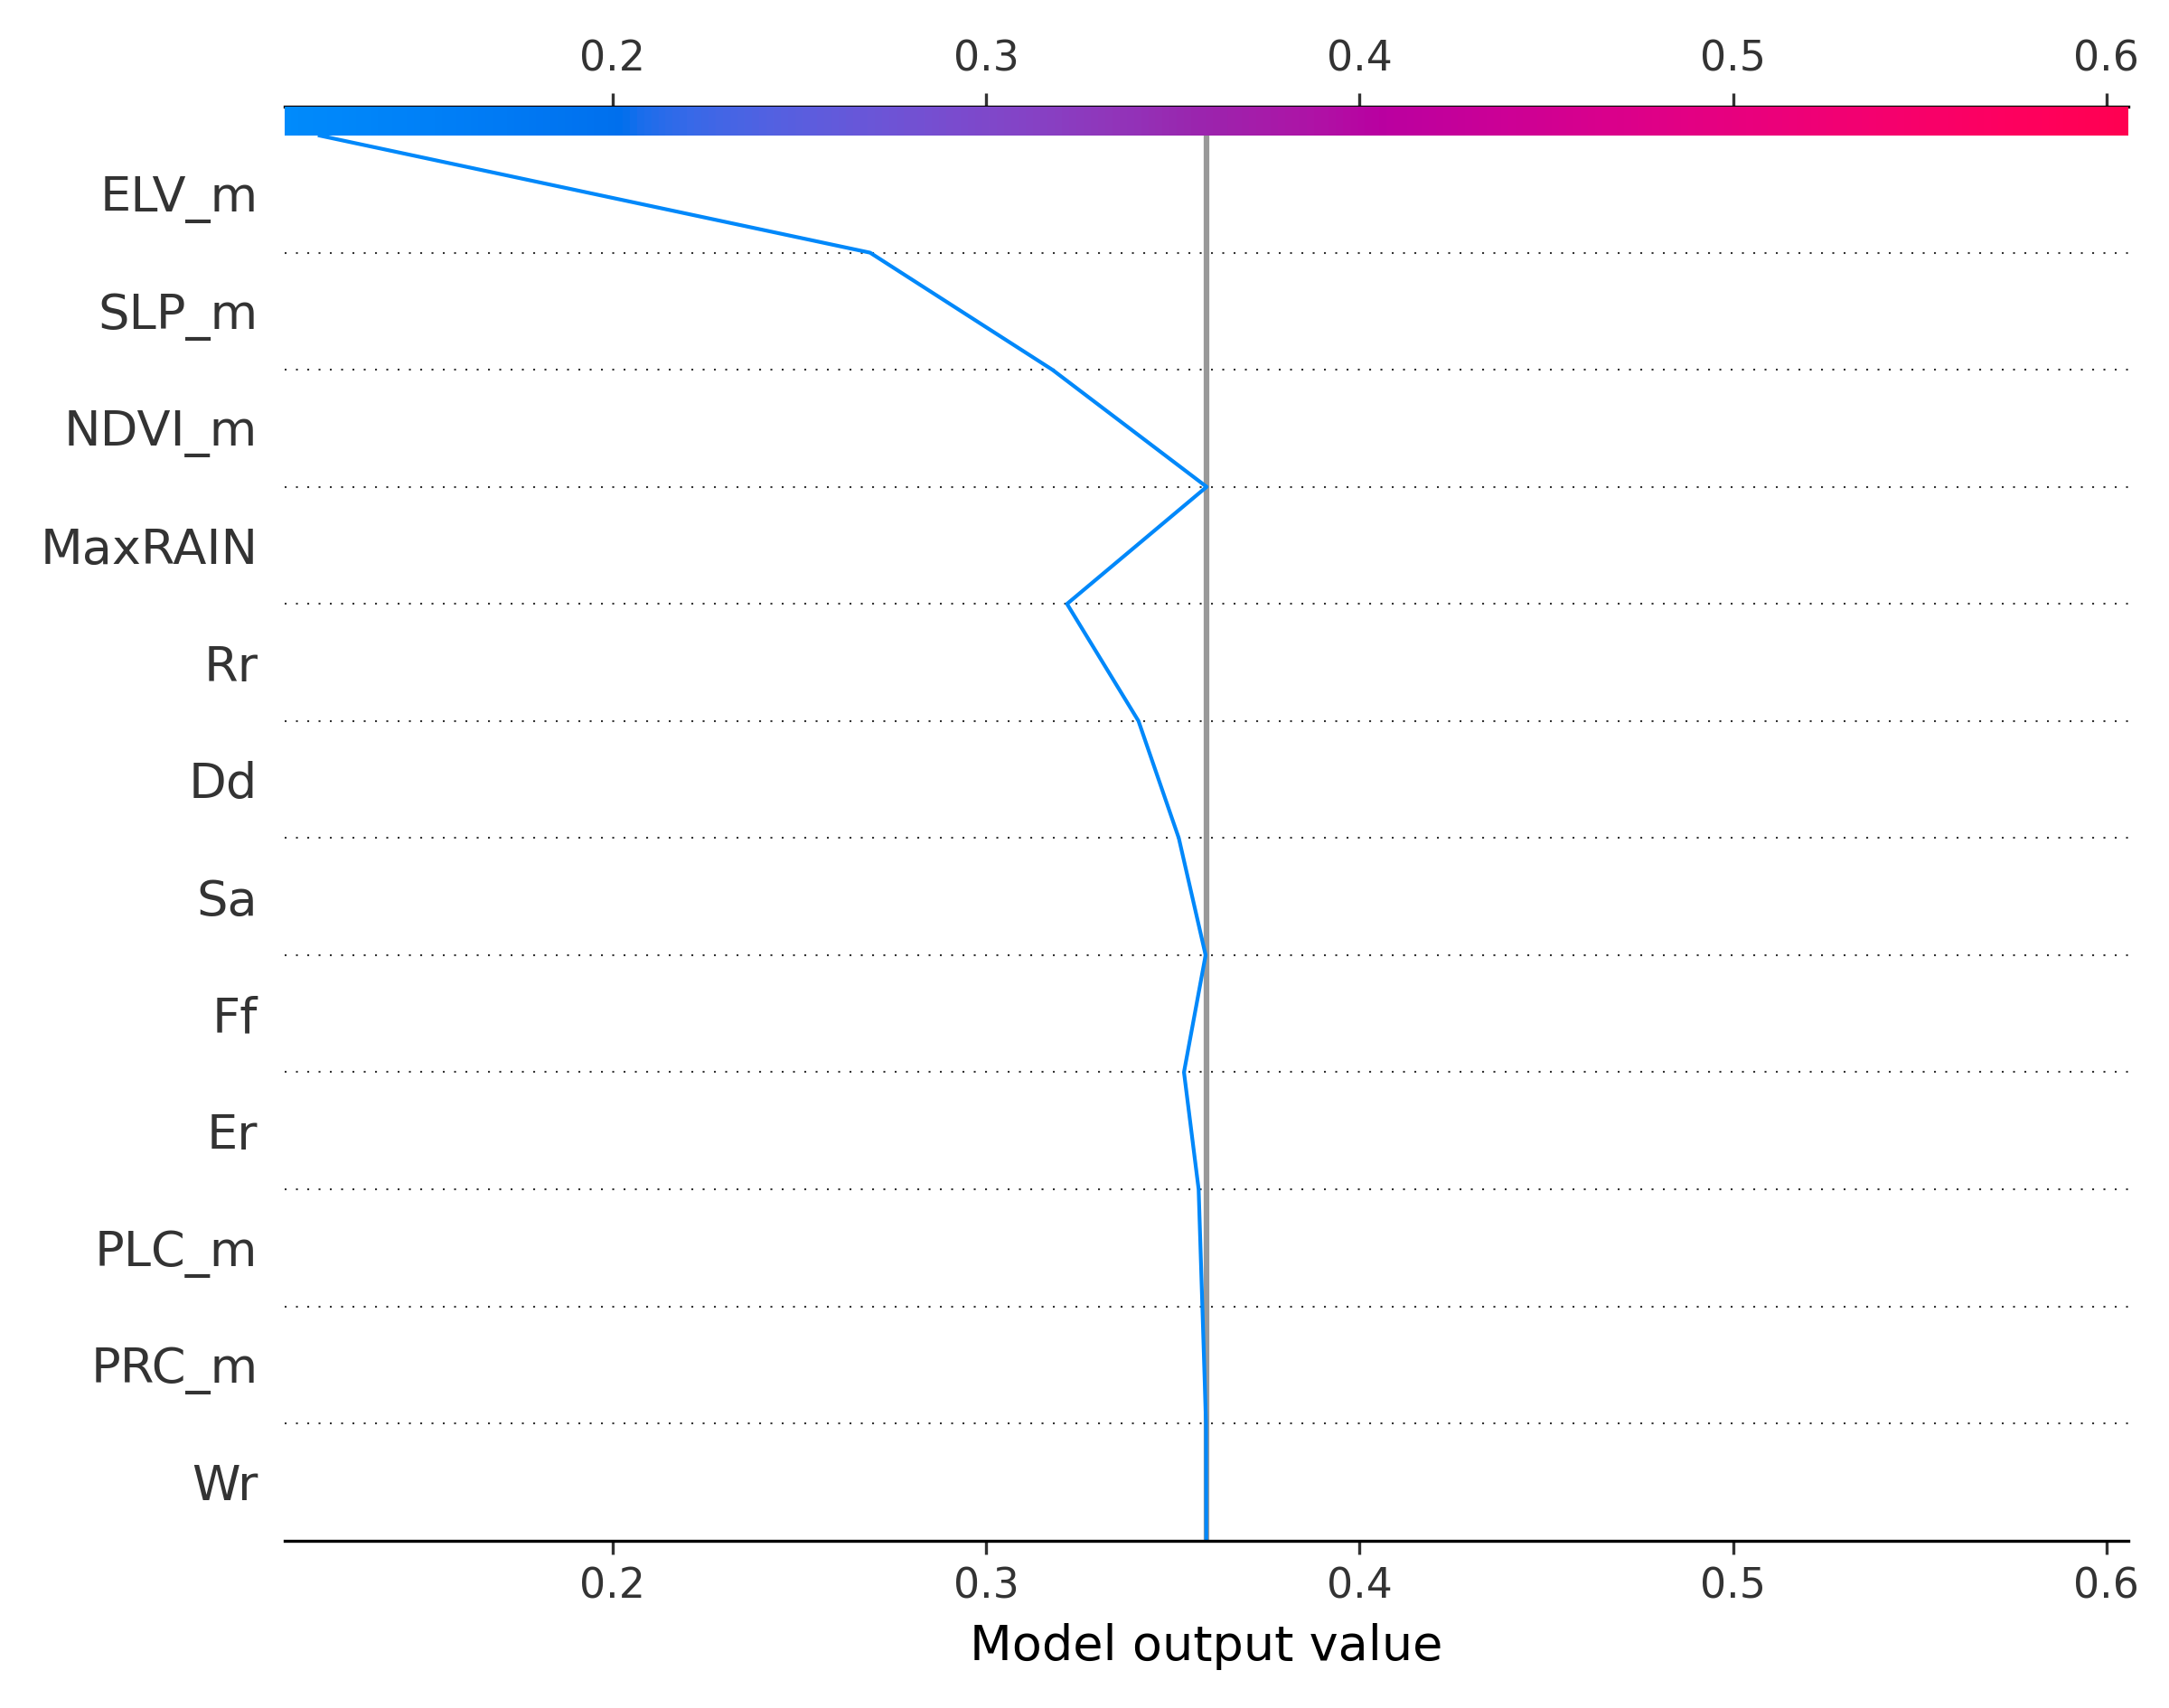 0.2 0.3 0.4 0.5 0.6
ELV_m
SLP_m
NDVI_m
MaxRAIN
Rr
Dd
Sa
Ff
Er
PLC_m
PRC_m
Wr
0.2 0.3 0.4 0.5 0.6
Model output value